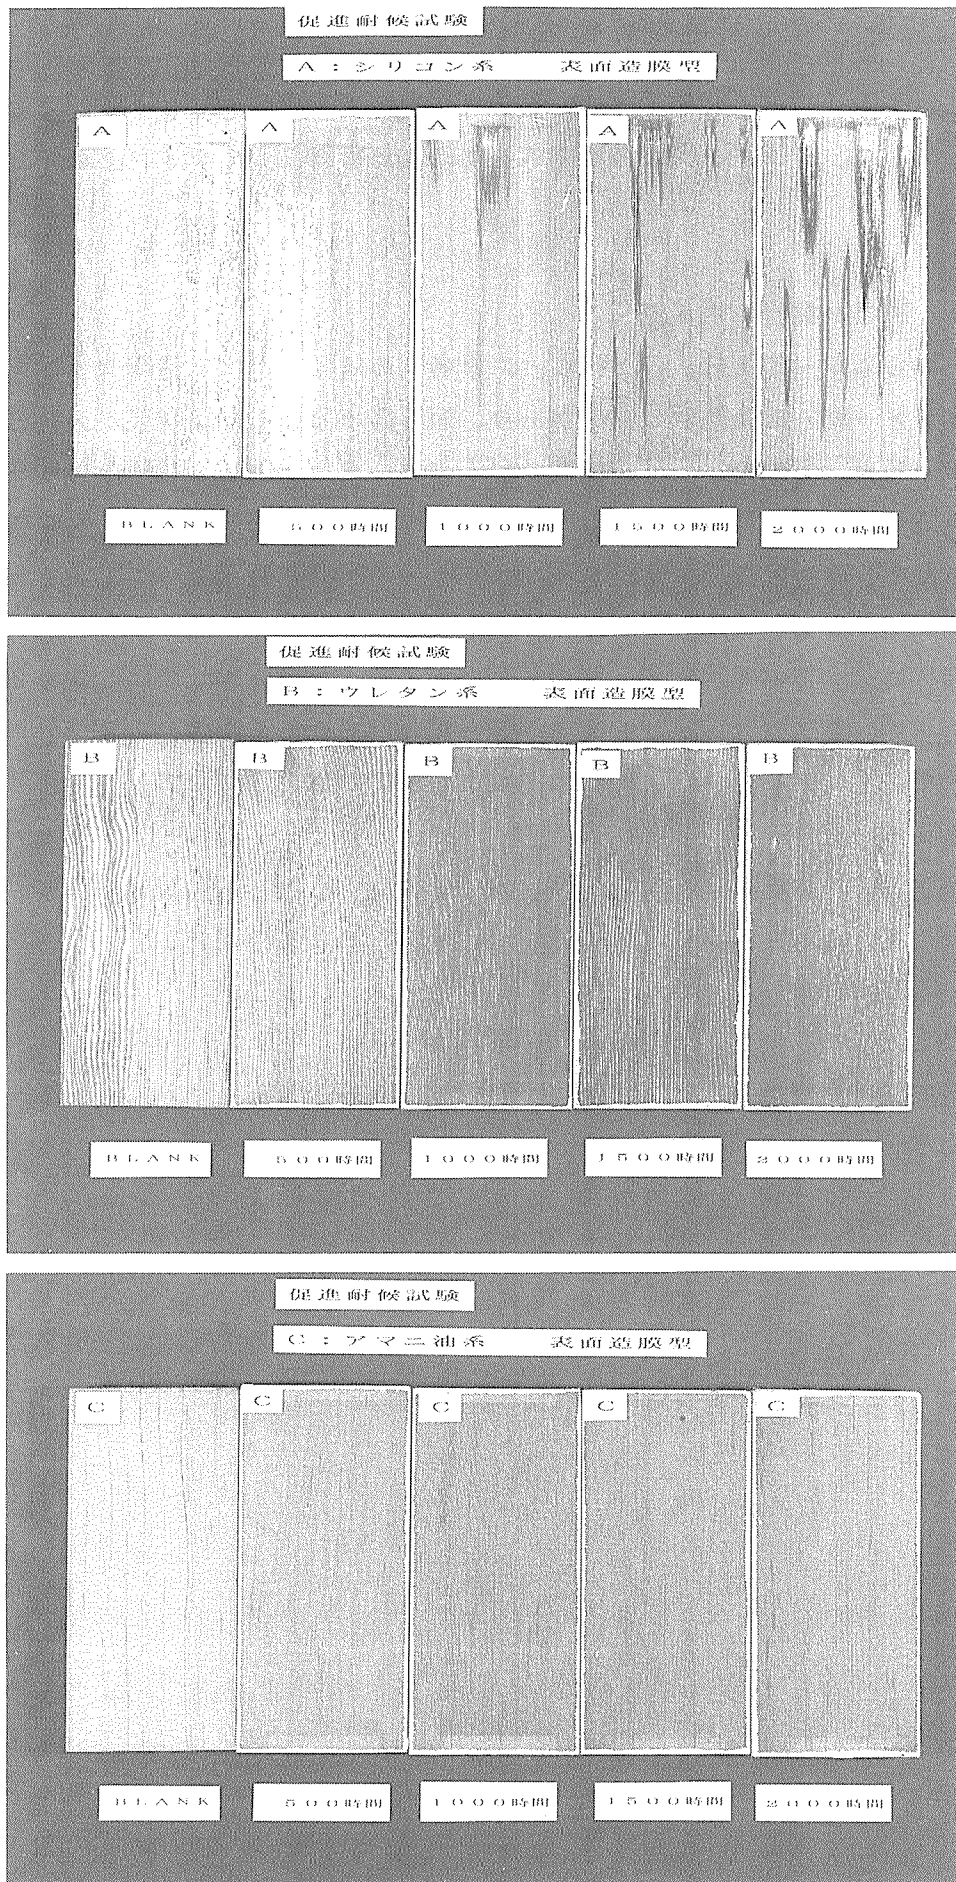 促進耐候試験
A：シリコン系　表面造膜型
A A A A A
BLANK 500時間 1000時間 1500時間 2000時間
促進耐候試験
B：ウレタン系　表面造膜型
B B B B B
BLANK 500時間 1000時間 1500時間 2000時間
促進耐候試験
C：アマニ油系　表面造膜型
C C C C C
BLANK 500時間 1000時間 1500時間 2000時間